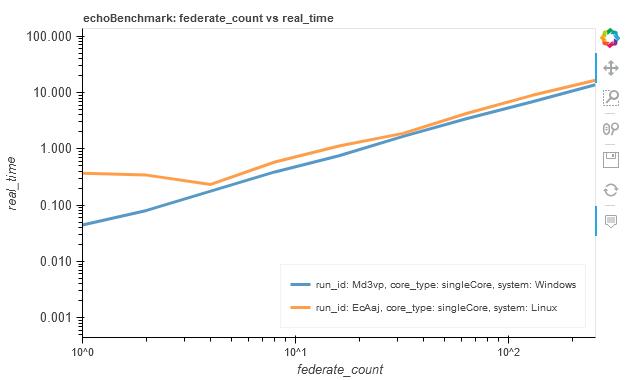 echoBenchmark: federate_count vs real_time
100.000
10.000
1.000
0.100
0.010
0.001
real_time
run_id: Md3vp, core_type: singleCore, system: Windows
run_id: EcAaj, core_type: singleCore, system: Linux
10^0
10^1
10^2
federate_count